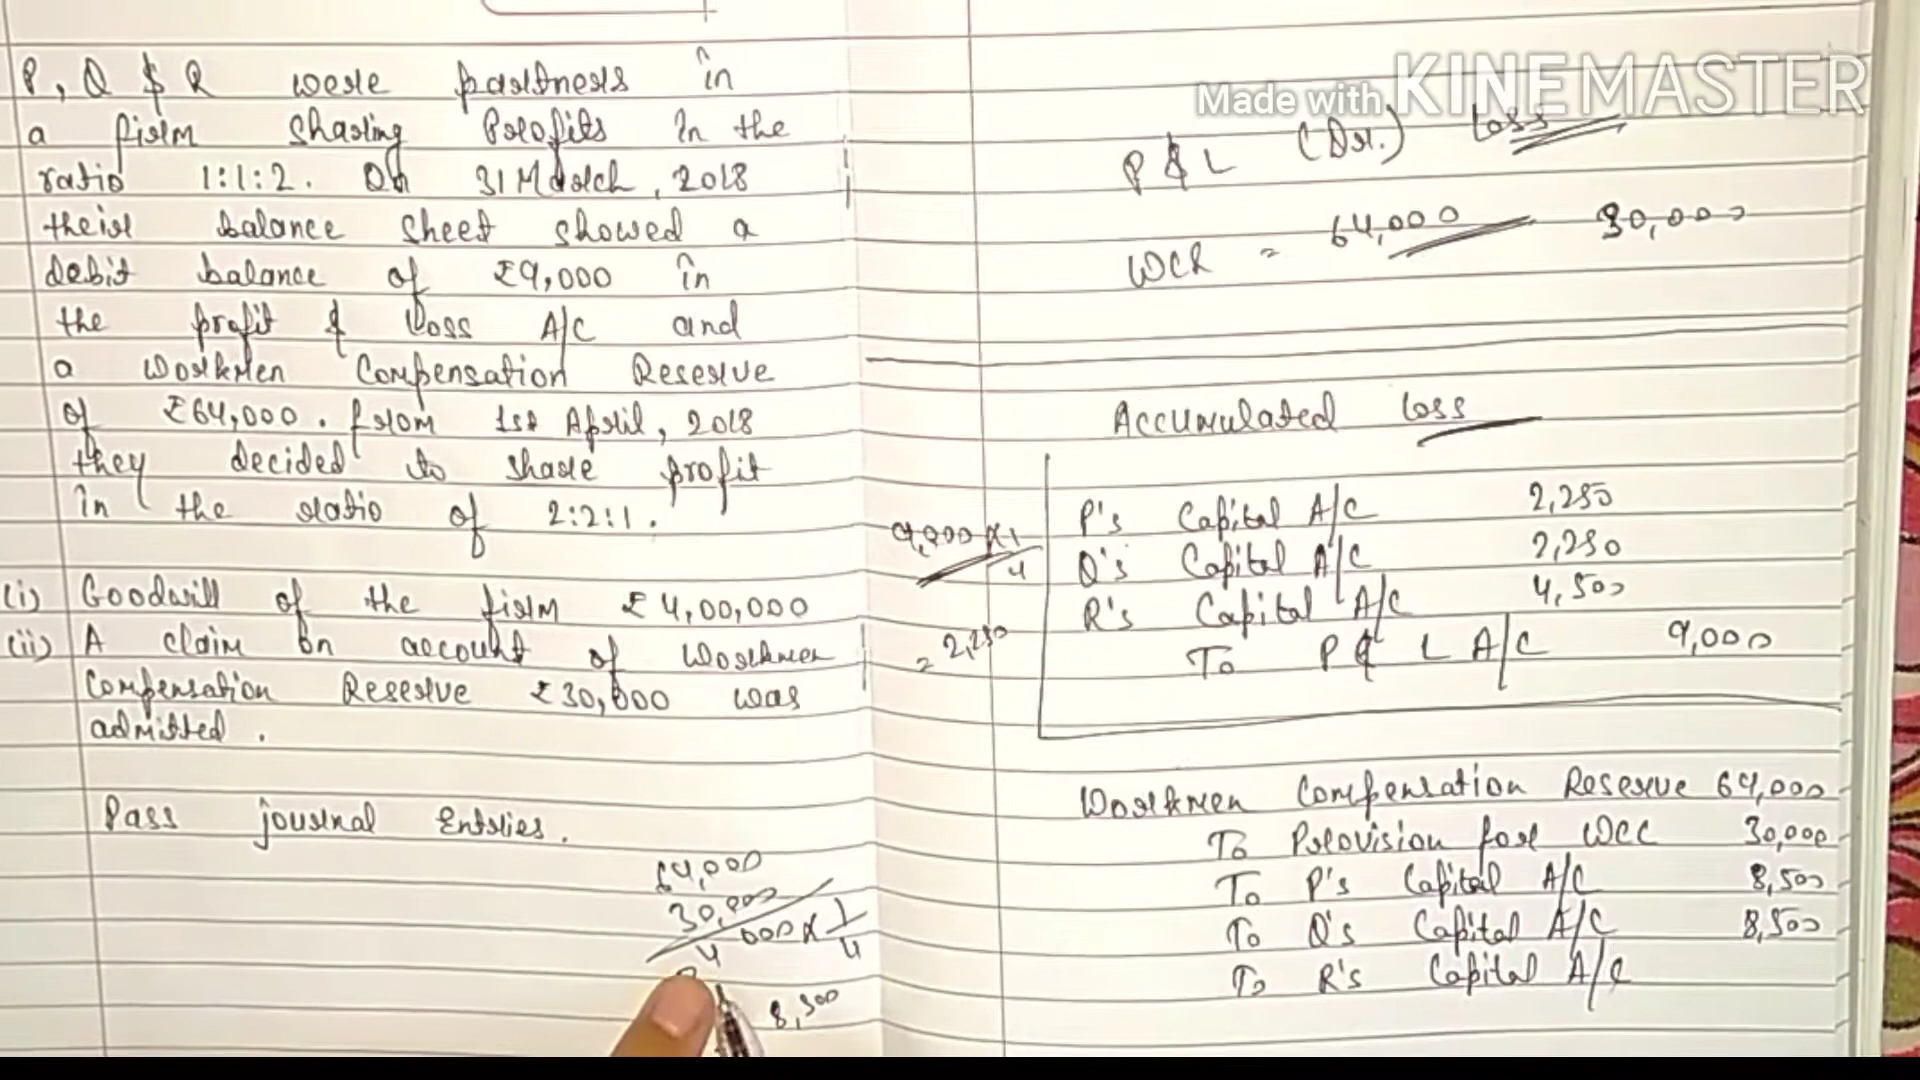 P, Q & R were partners in
a firm sharing Profits in the
ratio 1:1:2. On 31 March, 2018
their balance sheet showed a
debit balance of ₹9,000 in
the profit & loss A/C and
a Workmen Compensation Reserve
of ₹64,000. from 1st April, 2018
they decided to share profit
in the ratio of 2:2:1.
(i) Goodwill of the firm ₹4,00,000
(ii) A claim on account of Workmen
Compensation Reserve ₹30,000 was
admitted.
Pass journal Entries.
64,000
30,000
000 × 1/4
8,500
Made with KINEMASTER
P & L (Dr.) Loss
WCR = 64,000 30,000
Accumulated Loss
9,000 × 1/4
= 2,250
P's Capital A/C 2,250
Q's Capital A/C 2,250
R's Capital A/C 4,500
To P & L A/C 9,000
Workmen Compensation Reserve 64,000
To Provision for WCC 30,000
To P's Capital A/C 8,500
To Q's Capital A/C 8,500
To R's Capital A/C